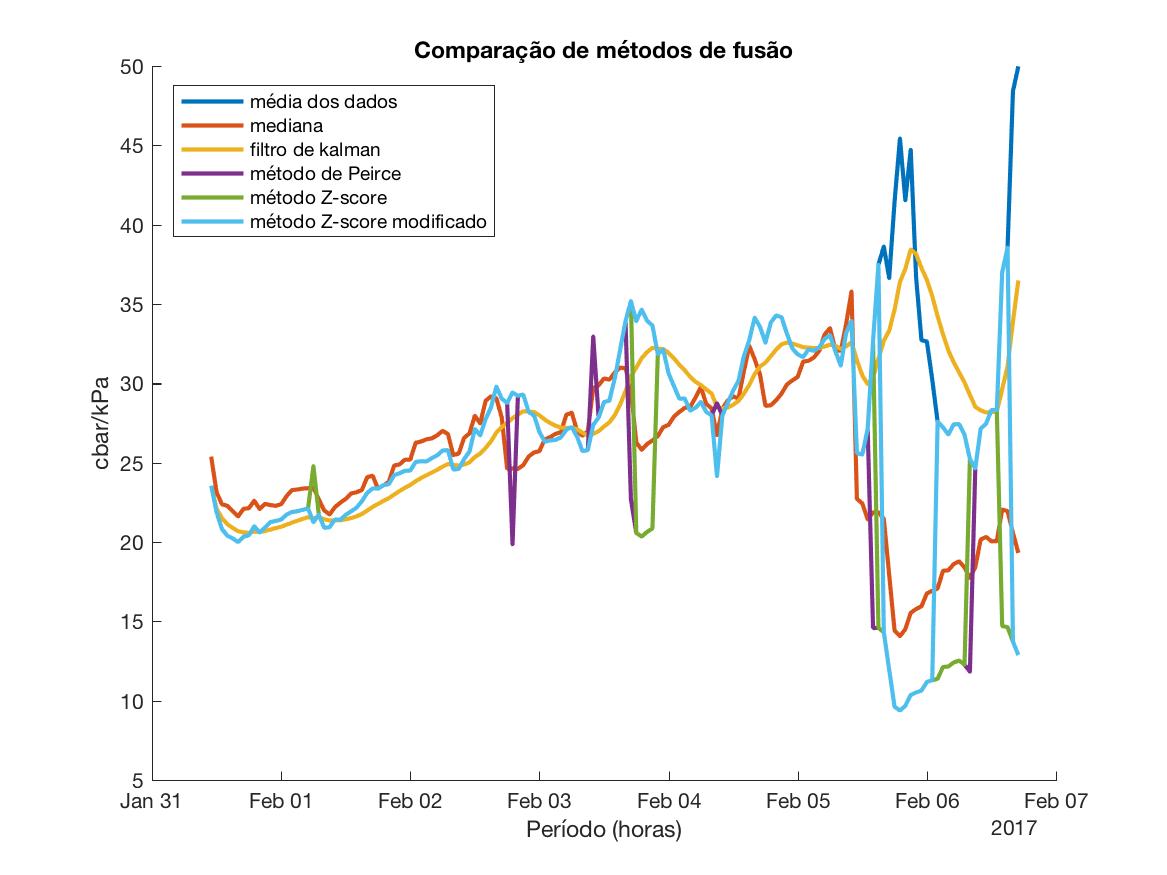 Comparação de métodos de fusão
média dos dados
mediana
filtro de kalman
método de Peirce
método Z-score
método Z-score modificado
cbar/kPa
50
45
40
35
30
25
20
15
10
5
Jan 31 Feb 01 Feb 02 Feb 03 Feb 04 Feb 05 Feb 06 Feb 07
Período (horas)
2017